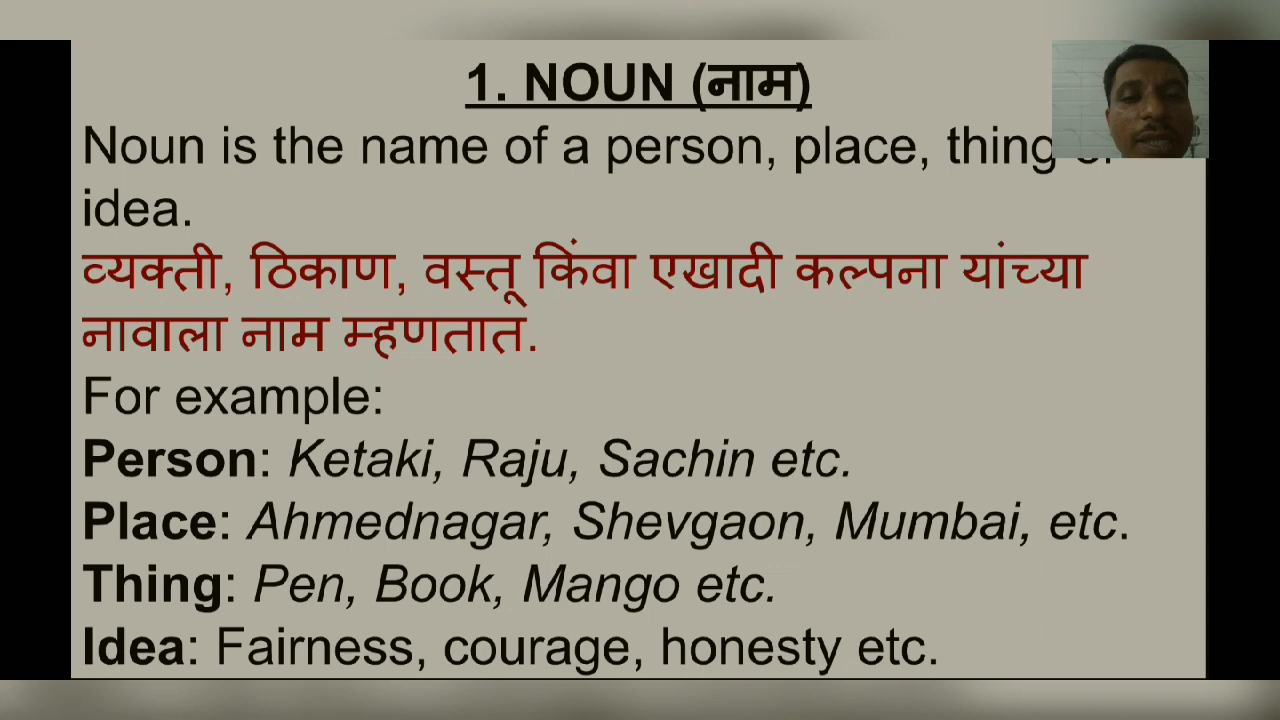 1. NOUN (नाम)
Noun is the name of a person, place, thing
idea.
व्यक्ती, ठिकाण, वस्तू किंवा एखादी कल्पना यांच्या
नावाला नाम म्हणतात.
For example:
Person: Ketaki, Raju, Sachin etc.
Place: Ahmednagar, Shevgaon, Mumbai, etc.
Thing: Pen, Book, Mango etc.
Idea: Fairness, courage, honesty etc.